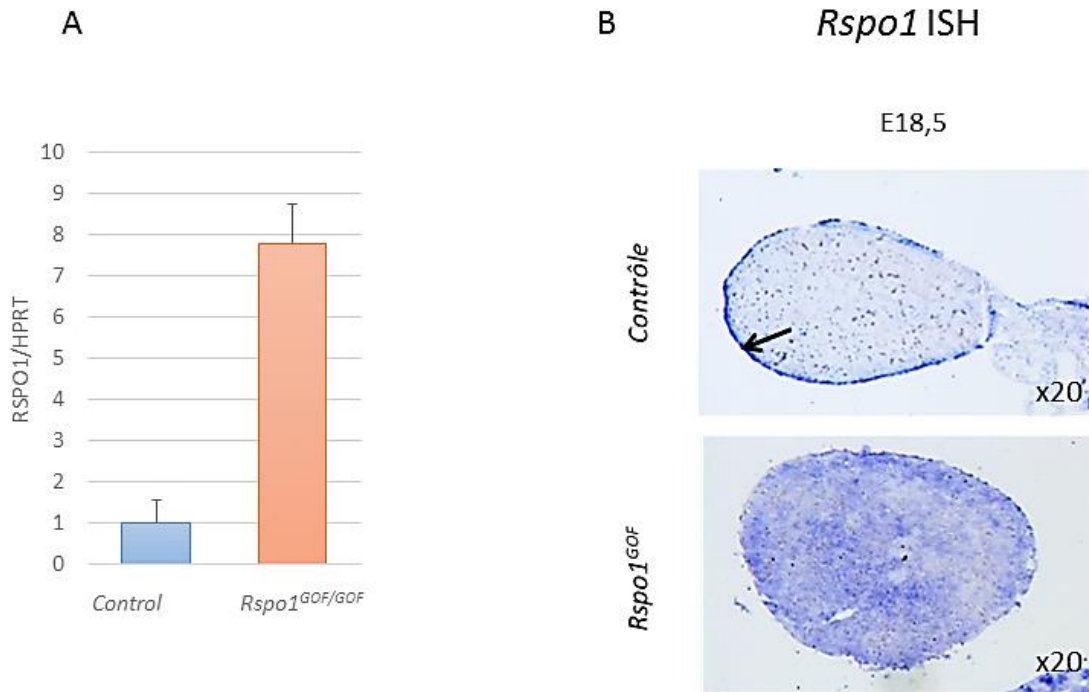 A
B
Rspo1 ISH
E18,5
10
9
8
7
6
5
4
3
2
1
0
RSPO1/HPRT
Control
Rspo1GOF/GOF
Contrôle
x20
Rspo1GOF
x20